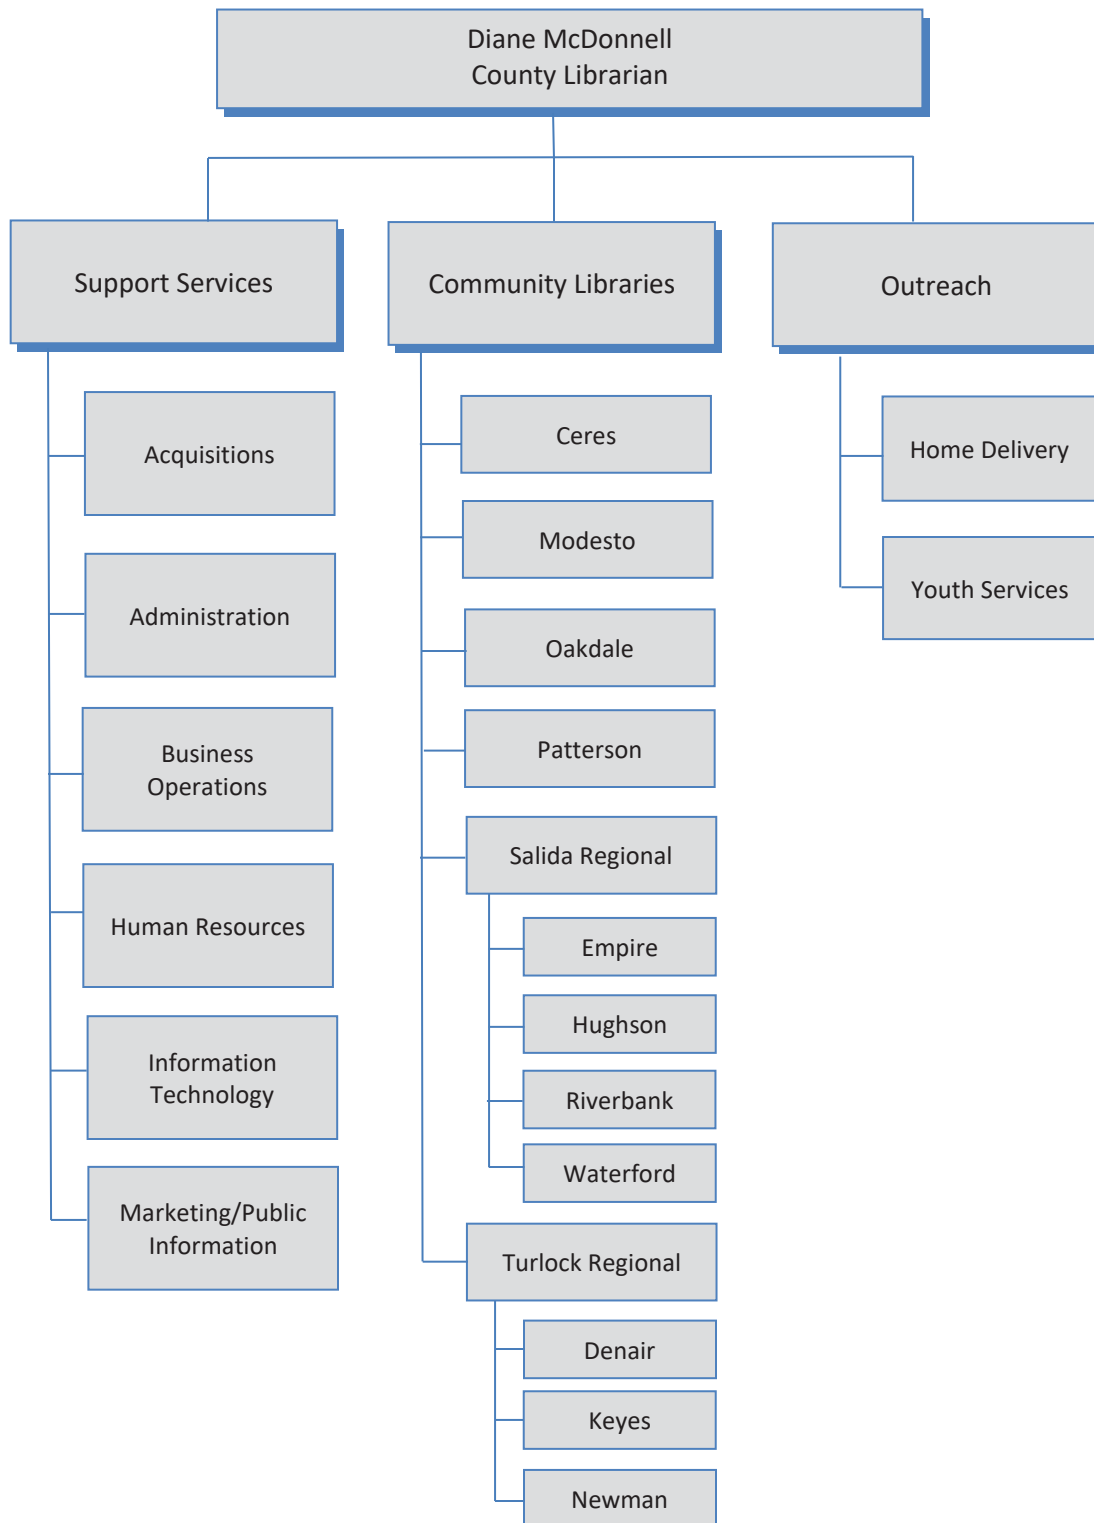 Diane McDonnell
County Librarian
Support Services
Acquisitions
Administration
Business
Operations
Human Resources
Information
Technology
Marketing/Public
Information
Community Libraries
Ceres
Modesto
Oakdale
Patterson
Salida Regional
Empire
Hughson
Riverbank
Waterford
Turlock Regional
Denair
Keyes
Newman
Outreach
Home Delivery
Youth Services